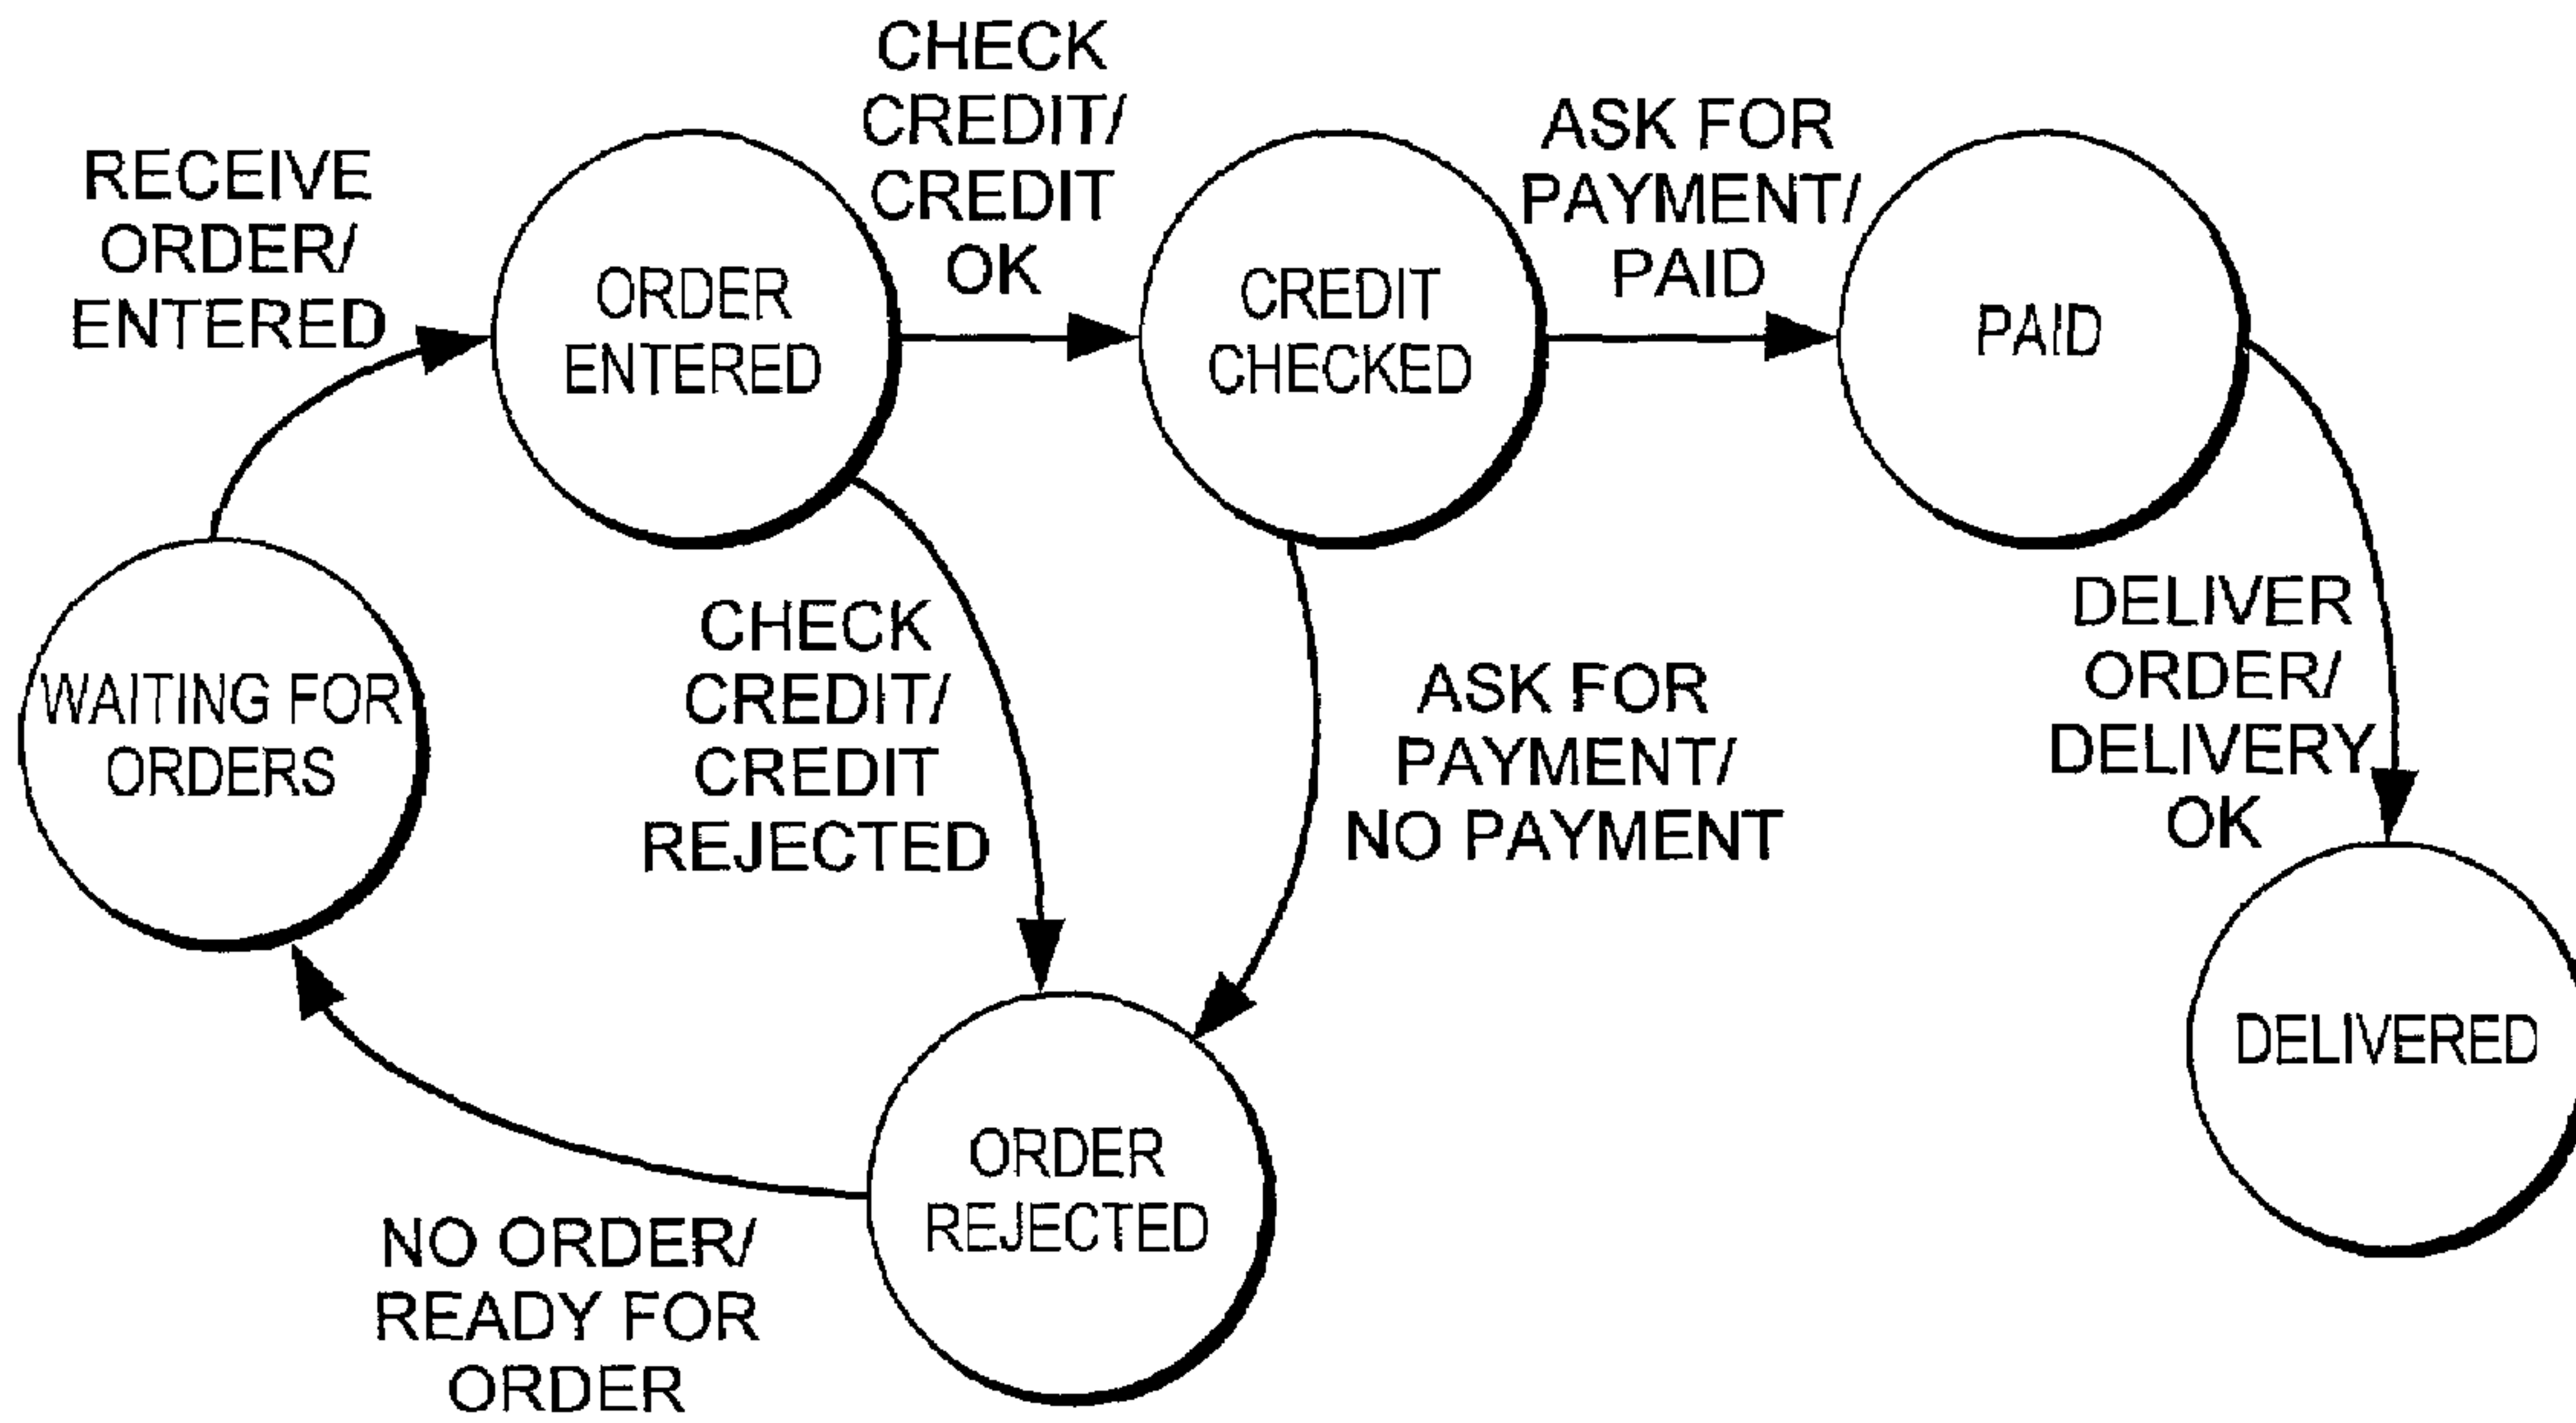 CHECK
CREDIT/
CREDIT
OK
ASK FOR
PAYMENT/
PAID
RECEIVE
ORDER/
ENTERED
ORDER
ENTERED
CREDIT
CHECKED
PAID
CHECK
CREDIT/
CREDIT
REJECTED
DELIVER
ORDER/
DELIVERY
OK
WAITING FOR
ORDERS
ASK FOR
PAYMENT/
NO PAYMENT
DELIVERED
ORDER
REJECTED
NO ORDER/
READY FOR
ORDER